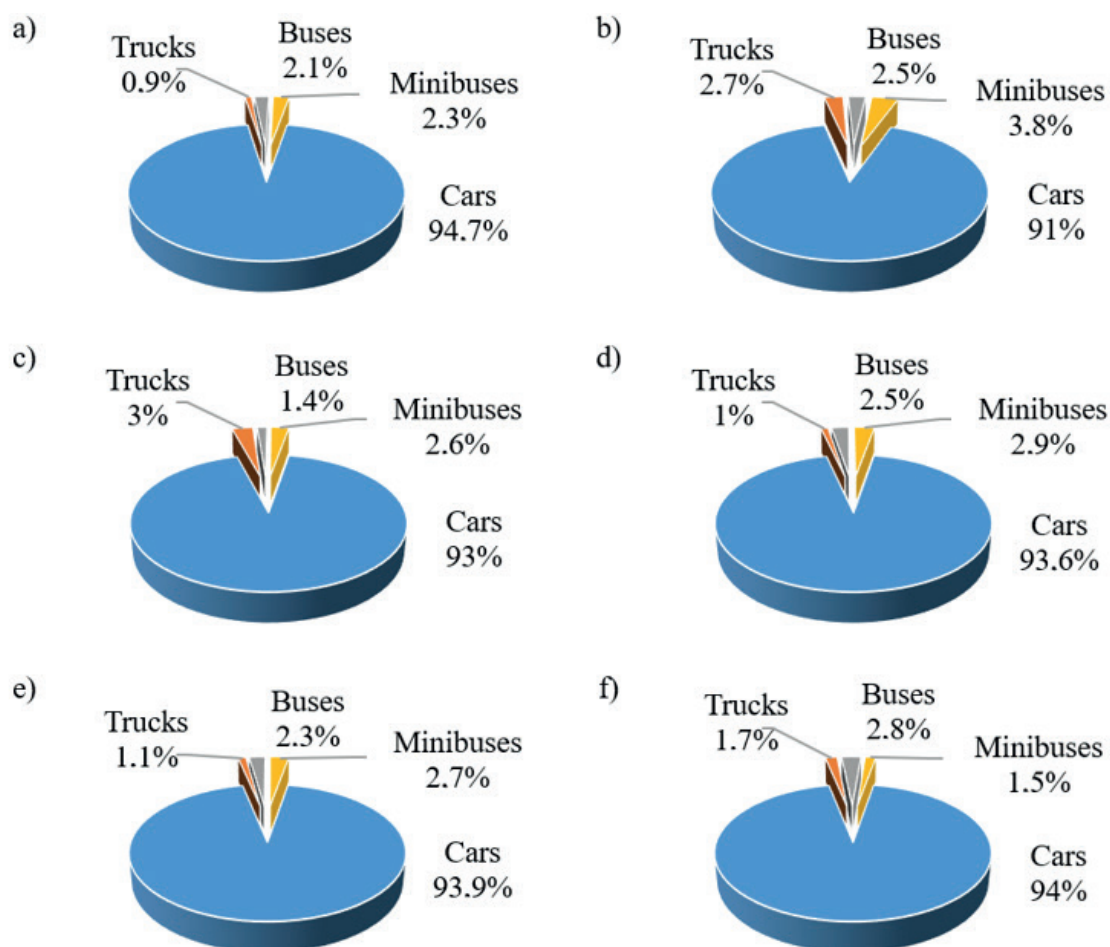 a)
Trucks
0.9%
Buses
2.1%
Minibuses
2.3%
Cars
94.7%
b)
Trucks
2.7%
Buses
2.5%
Minibuses
3.8%
Cars
91%
c)
Trucks
3%
Buses
1.4%
Minibuses
2.6%
Cars
93%
d)
Trucks
1%
Buses
2.5%
Minibuses
2.9%
Cars
93.6%
e)
Trucks
1.1%
Buses
2.3%
Minibuses
2.7%
Cars
93.9%
f)
Trucks
1.7%
Buses
2.8%
Minibuses
1.5%
Cars
94%